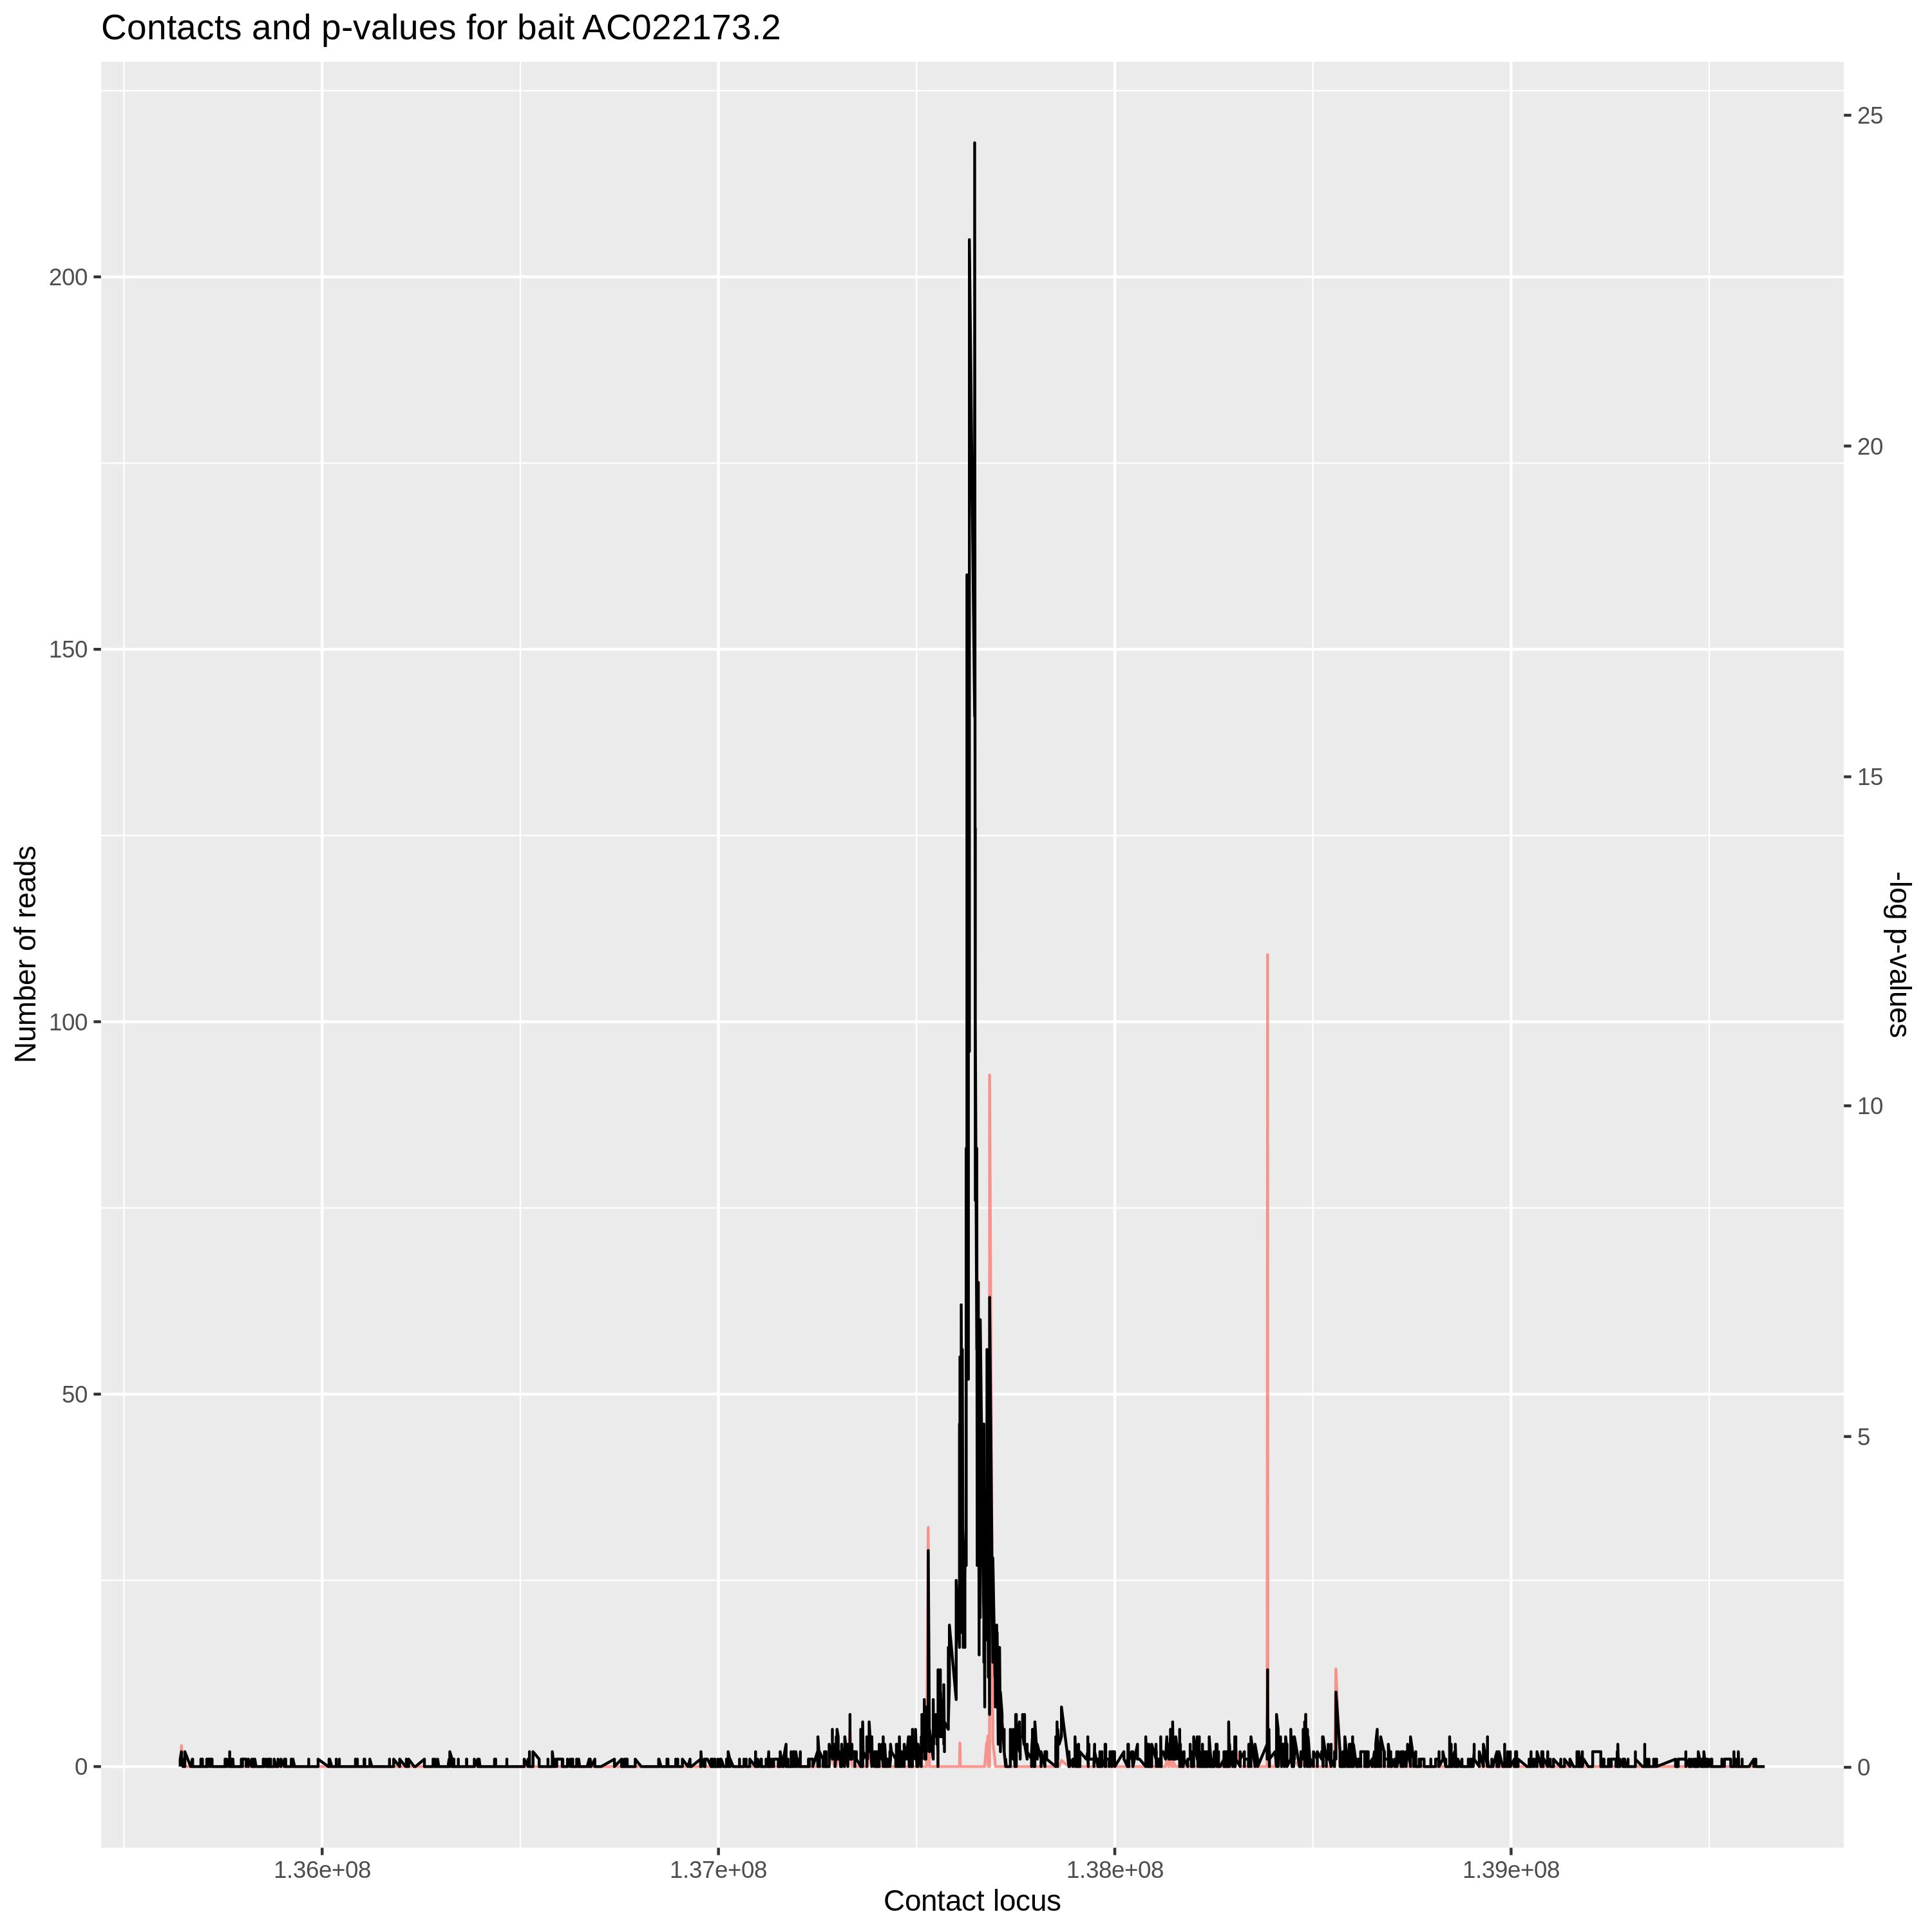 Contacts and p-values for bait AC022173.2
Number of reads
200
150
100
50
0
25
20
15
10
5
0
-log p-values
1.36e+08 1.37e+08 1.38e+08 1.39e+08
Contact locus